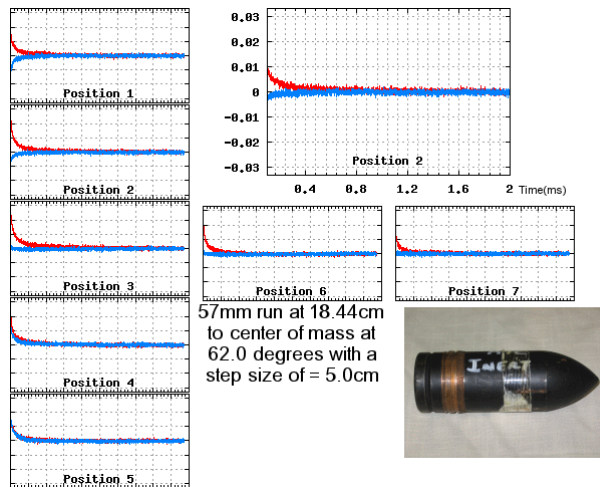 Position 1
Position 2
Position 3
Position 4
Position 5
0.03
0.02
0.01
0
-0.01
-0.02
-0.03
Position 2
0.4 0.8 1.2 1.6 2 Time(ms)
Position 6
Position 7
57mm run at 18.44cm
to center of mass at
62.0 degrees with a
step size of = 5.0cm
INERT